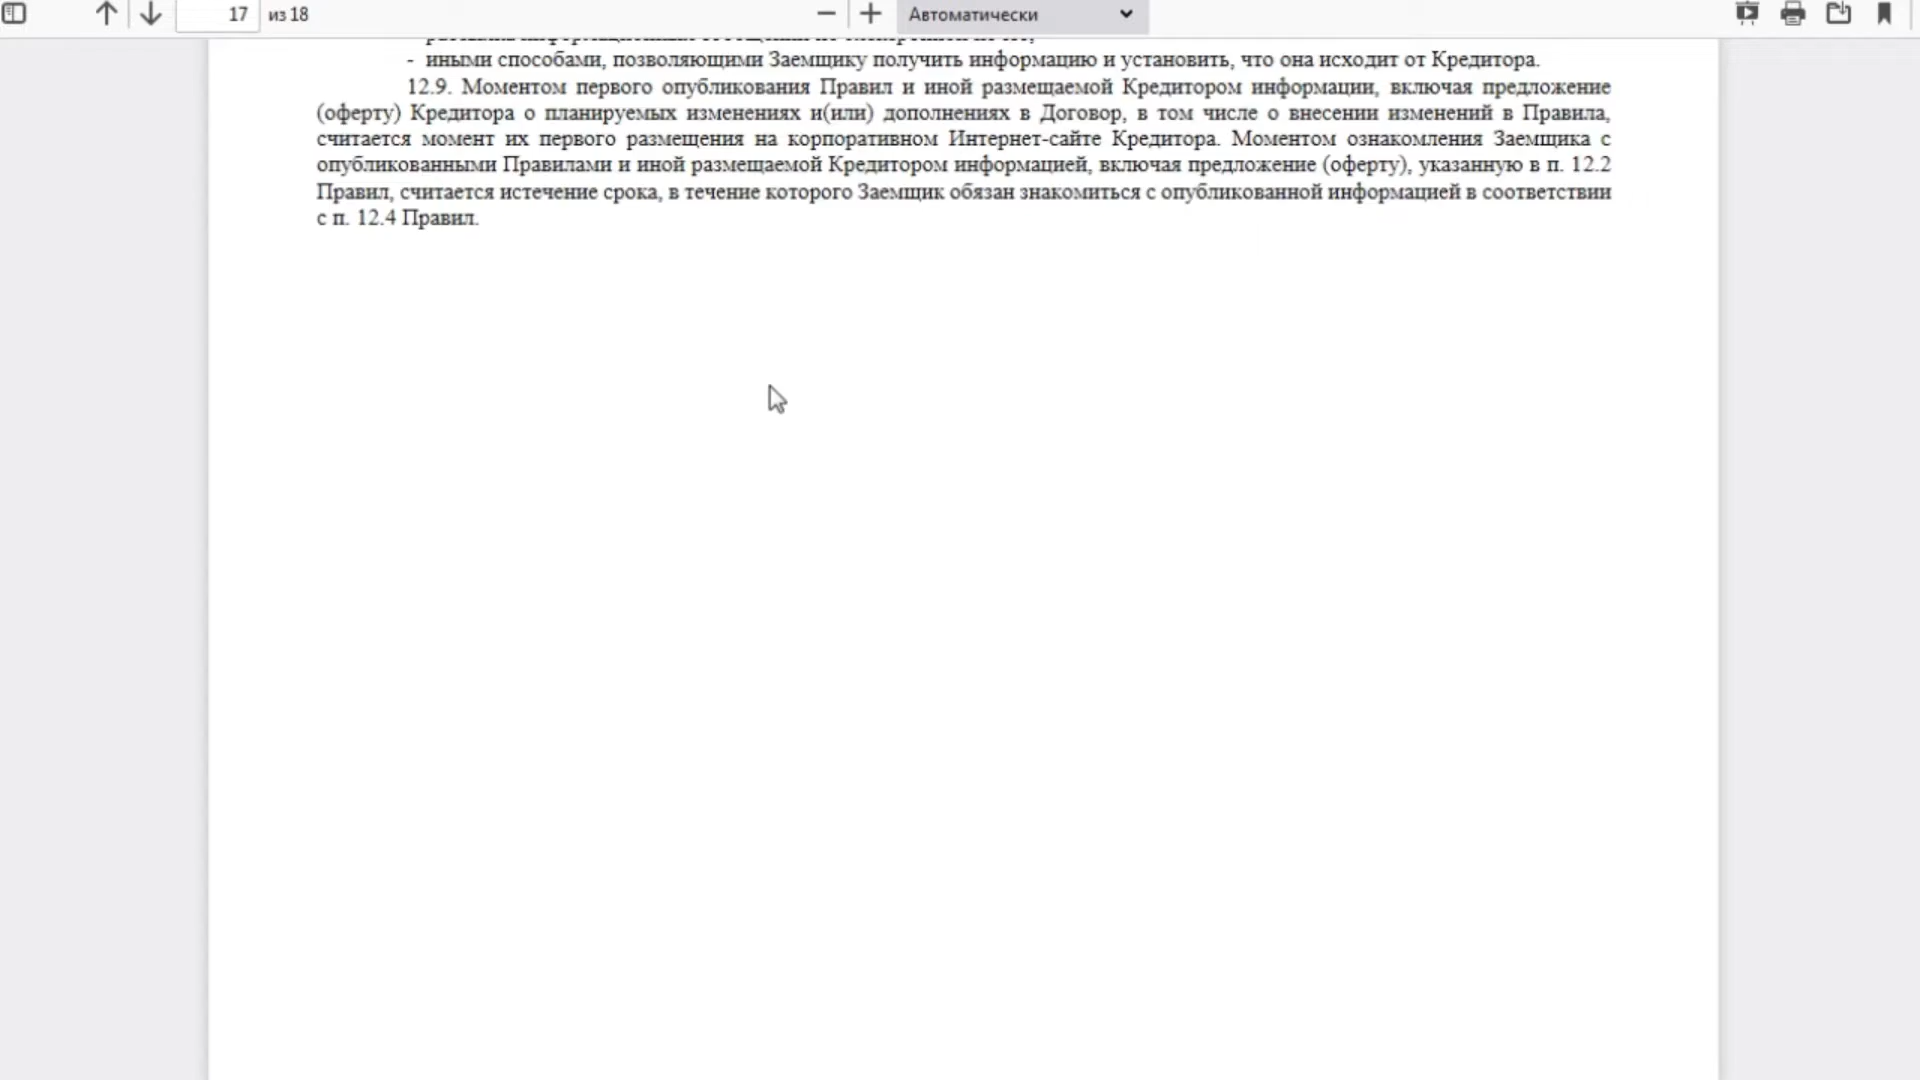 17 из 18 Автоматически
- иными способами, позволяющими Заемщику получить информацию и установить, что она исходит от Кредитора.
12.9. Моментом первого опубликования Правил и иной размещаемой Кредитором информации, включая предложение
(оферту) Кредитора о планируемых изменениях и(или) дополнениях в Договор, в том числе о внесении изменений в Правила,
считается момент их первого размещения на корпоративном Интернет-сайте Кредитора. Моментом ознакомления Заемщика с
опубликованными Правилами и иной размещаемой Кредитором информацией, включая предложение (оферту), указанную в п. 12.2
Правил, считается истечение срока, в течение которого Заемщик обязан знакомиться с опубликованной информацией в соответствии
с п. 12.4 Правил.